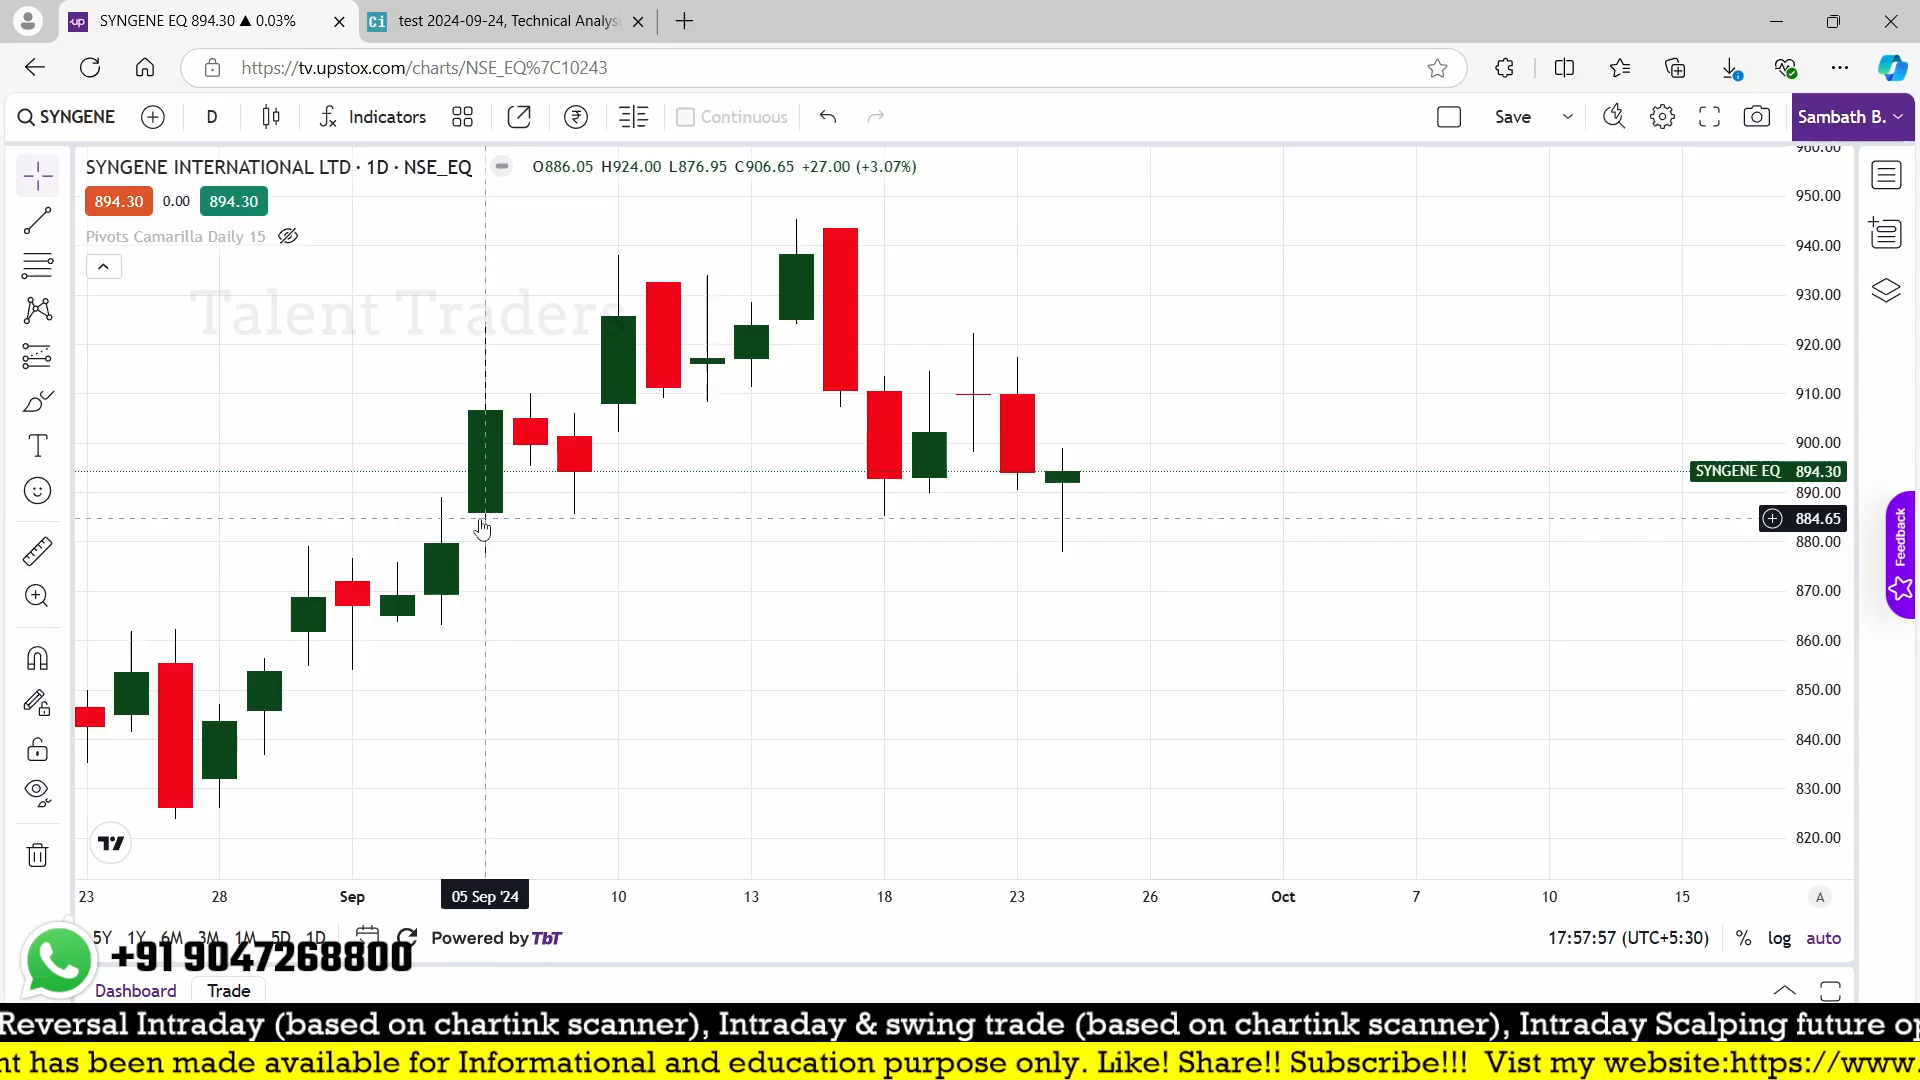 SYNGENE EQ 894.30 ▲ 0.03%
test 2024-09-24, Technical Analys
https://tv.upstox.com/charts/NSE_EQ%7C10243
SYNGENE
D
Indicators
Continuous
Save
Sambath B.
SYNGENE INTERNATIONAL LTD · 1D · NSE_EQ
O886.05 H924.00 L876.95 C906.65 +27.00 (+3.07%)
894.30 0.00 894.30
Pivots Camarilla Daily 15
Talent Traders
960.00
950.00
940.00
930.00
920.00
910.00
900.00
SYNGENE EQ 894.30
890.00
884.65
880.00
870.00
860.00
850.00
840.00
830.00
820.00
Feedback
23 28 Sep 05 Sep '24 10 13 18 23 26 Oct 7 10 15 A
5Y 1Y 6M 3M 1M 5D 1D
Powered by TbT
17:57:57 (UTC+5:30) % log auto
+91 9047268800
Dashboard Trade
Reversal Intraday (based on chartink scanner), Intraday & swing trade (based on chartink scanner), Intraday Scalping future op
nt has been made available for Informational and education purpose only. Like! Share!! Subscribe!!! Vist my website:https://www.